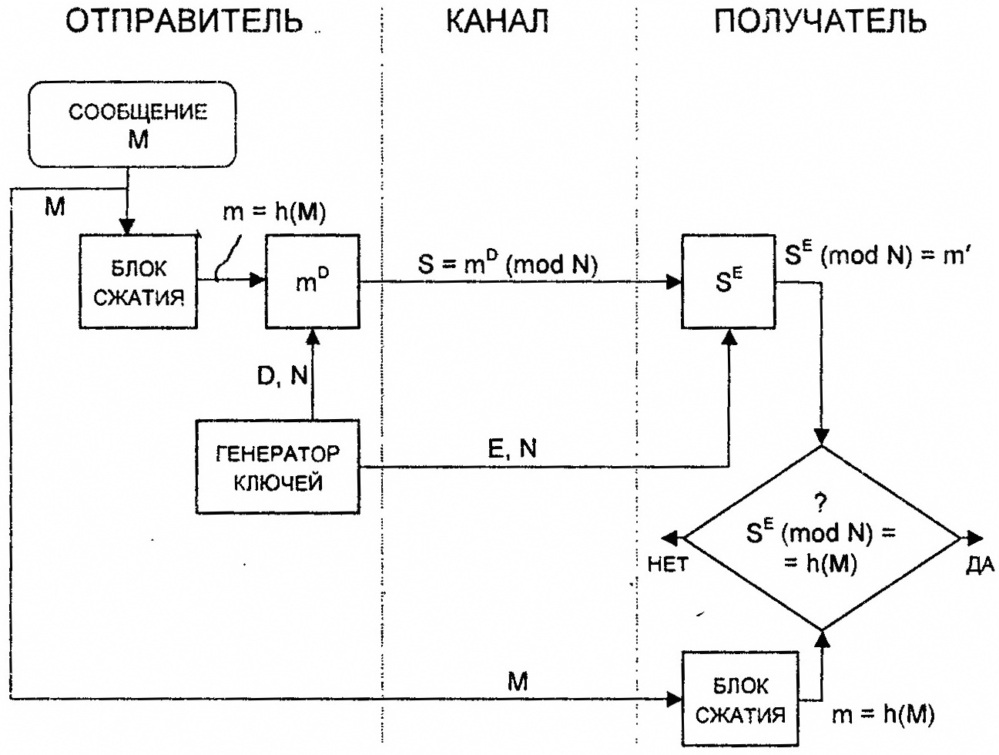 ОТПРАВИТЕЛЬ
КАНАЛ
ПОЛУЧАТЕЛЬ
СООБЩЕНИЕ
M
M
m = h(M)
БЛОК
СЖАТИЯ
m^D
S = m^D (mod N)
S^E
S^E (mod N) = m′
D, N
ГЕНЕРАТОР
КЛЮЧЕЙ
E, N
?
S^E (mod N) =
= h(M)
НЕТ
ДА
M
БЛОК
СЖАТИЯ
m = h(M)